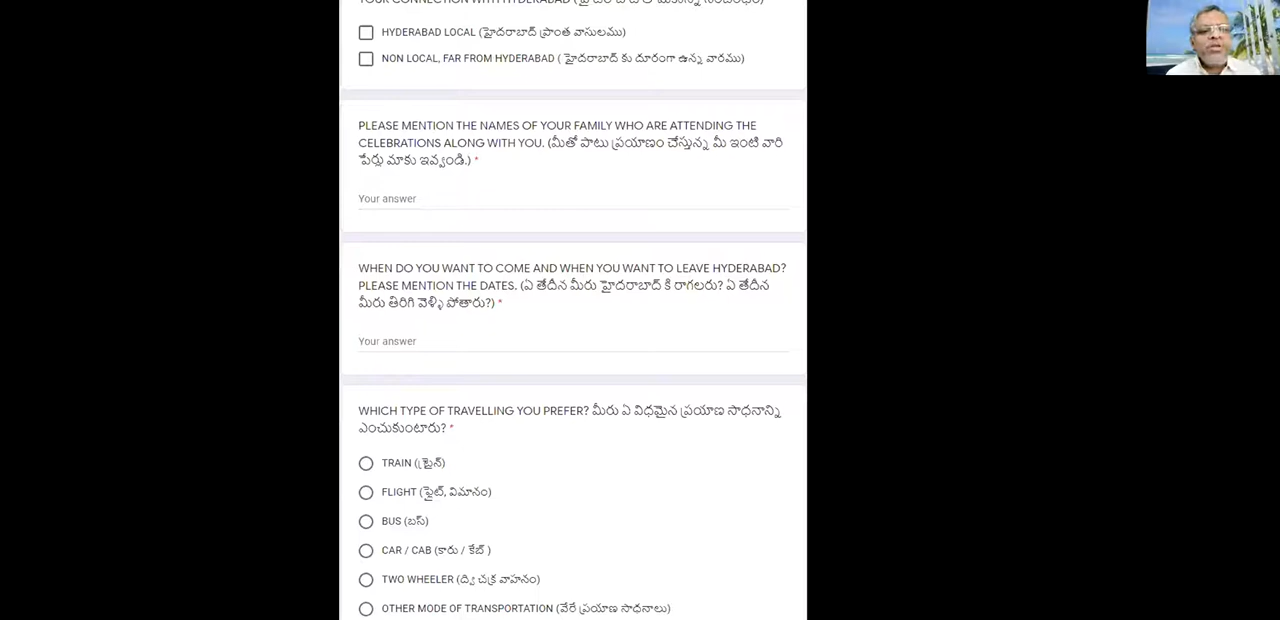 HYDERABAD LOCAL (హైదరాబాద్ ప్రాంత వాసులము)
NON LOCAL, FAR FROM HYDERABAD ( హైదరాబాద్ కు దూరంగా ఉన్న వారము)
PLEASE MENTION THE NAMES OF YOUR FAMILY WHO ARE ATTENDING THE
CELEBRATIONS ALONG WITH YOU. (మీతో పాటు ప్రయాణం చేస్తున్న మీ ఇంటి వారి
పేర్లు మాకు ఇవ్వండి.) *
Your answer
WHEN DO YOU WANT TO COME AND WHEN YOU WANT TO LEAVE HYDERABAD?
PLEASE MENTION THE DATES. (ఏ తేదీన మీరు హైదరాబాద్ కి రాగలరు? ఏ తేదీన
మీరు తిరిగి వెళ్ళి పోతారు?) *
Your answer
WHICH TYPE OF TRAVELLING YOU PREFER? మీరు ఏ విధమైన ప్రయాణ సాధనాన్ని
ఎంచుకుంటారు? *
TRAIN (ట్రైన్)
FLIGHT (ఫ్లైట్, విమానం)
BUS (బస్)
CAR / CAB (కారు / కేబ్ )
TWO WHEELER (ద్వి చక్ర వాహనం)
OTHER MODE OF TRANSPORTATION (వేరే ప్రయాణ సాధనాలు)